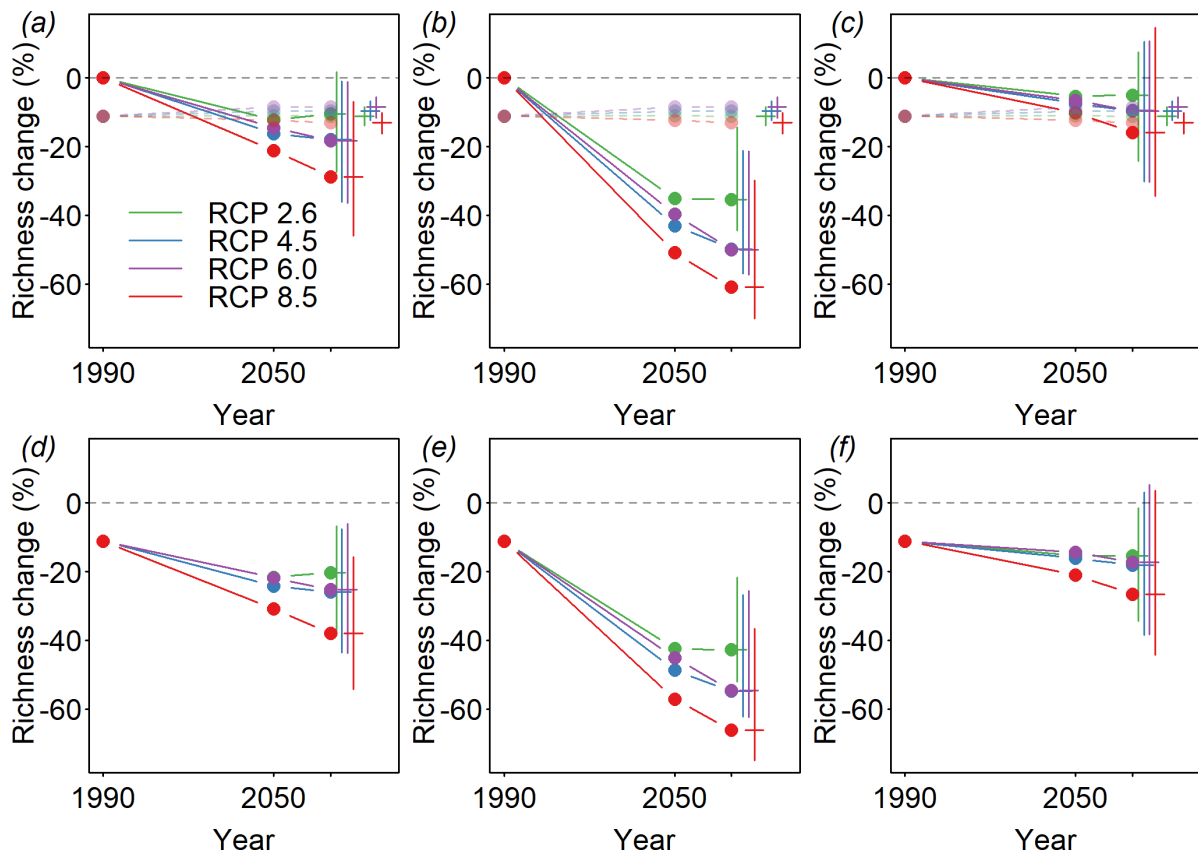 (a)
Richness change (%)
0
-20
-40
-60
RCP 2.6
RCP 4.5
RCP 6.0
RCP 8.5
1990
2050
Year
(b)
Richness change (%)
0
-20
-40
-60
1990
2050
Year
(c)
Richness change (%)
0
-20
-40
-60
1990
2050
Year
(d)
Richness change (%)
0
-20
-40
-60
1990
2050
Year
(e)
Richness change (%)
0
-20
-40
-60
1990
2050
Year
(f)
Richness change (%)
0
-20
-40
-60
1990
2050
Year